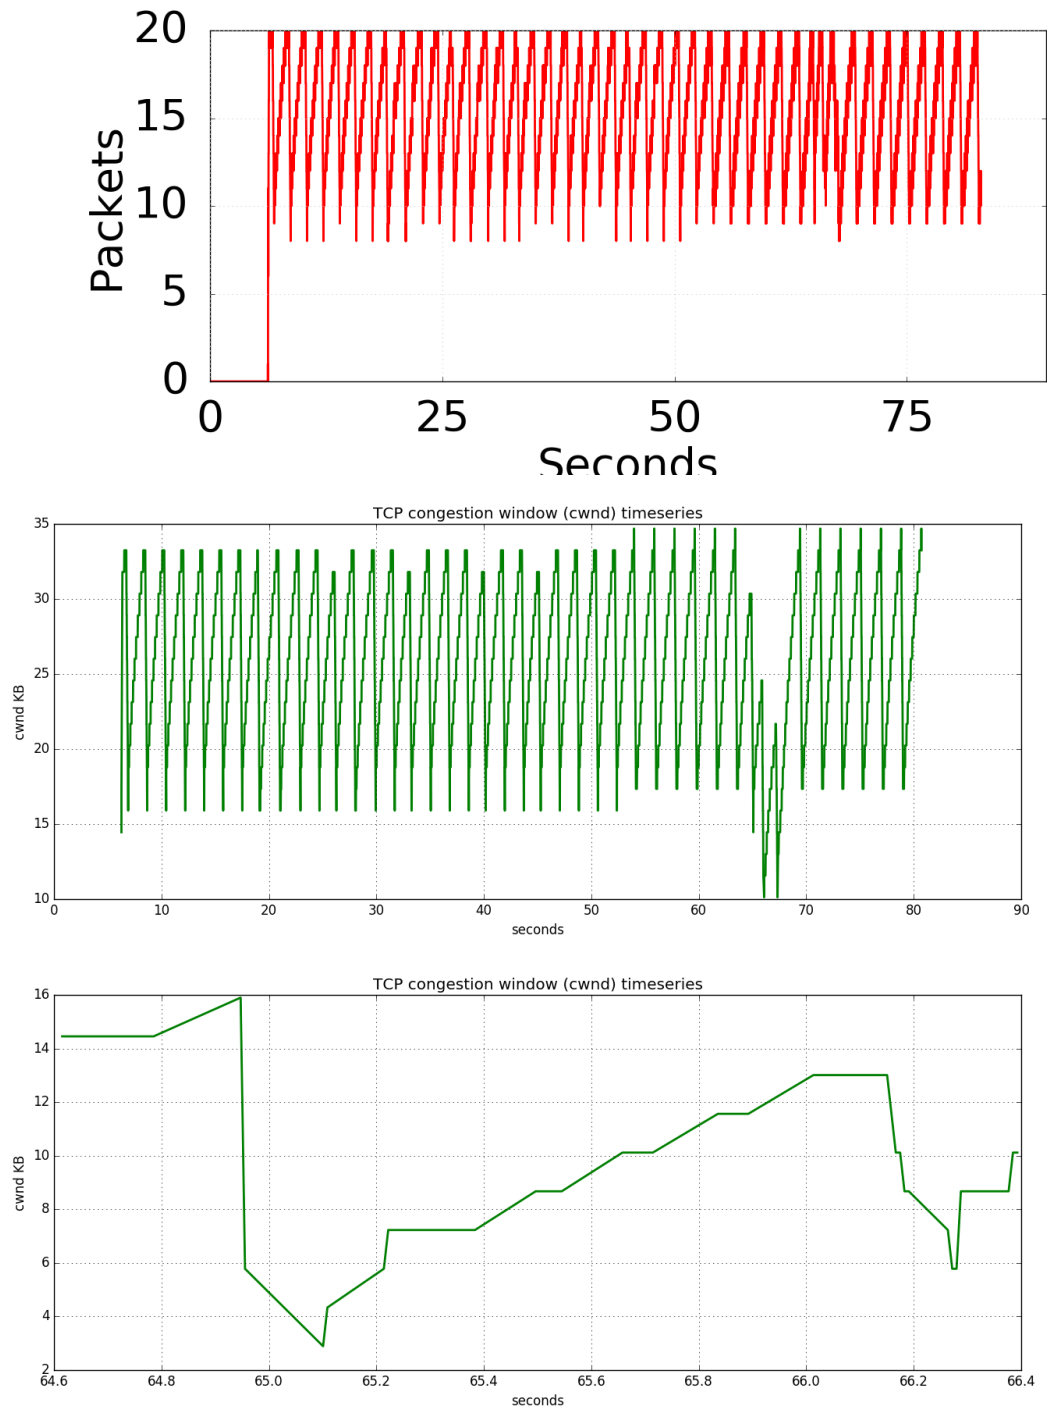 20
15
10
5
0
Packets
0 25 50 75
Seconds
TCP congestion window (cwnd) timeseries
35
30
25
20
15
10
cwnd KB
0 10 20 30 40 50 60 70 80 90
seconds
TCP congestion window (cwnd) timeseries
16
14
12
10
8
6
4
2
cwnd KB
64.6 64.8 65.0 65.2 65.4 65.6 65.8 66.0 66.2 66.4
seconds